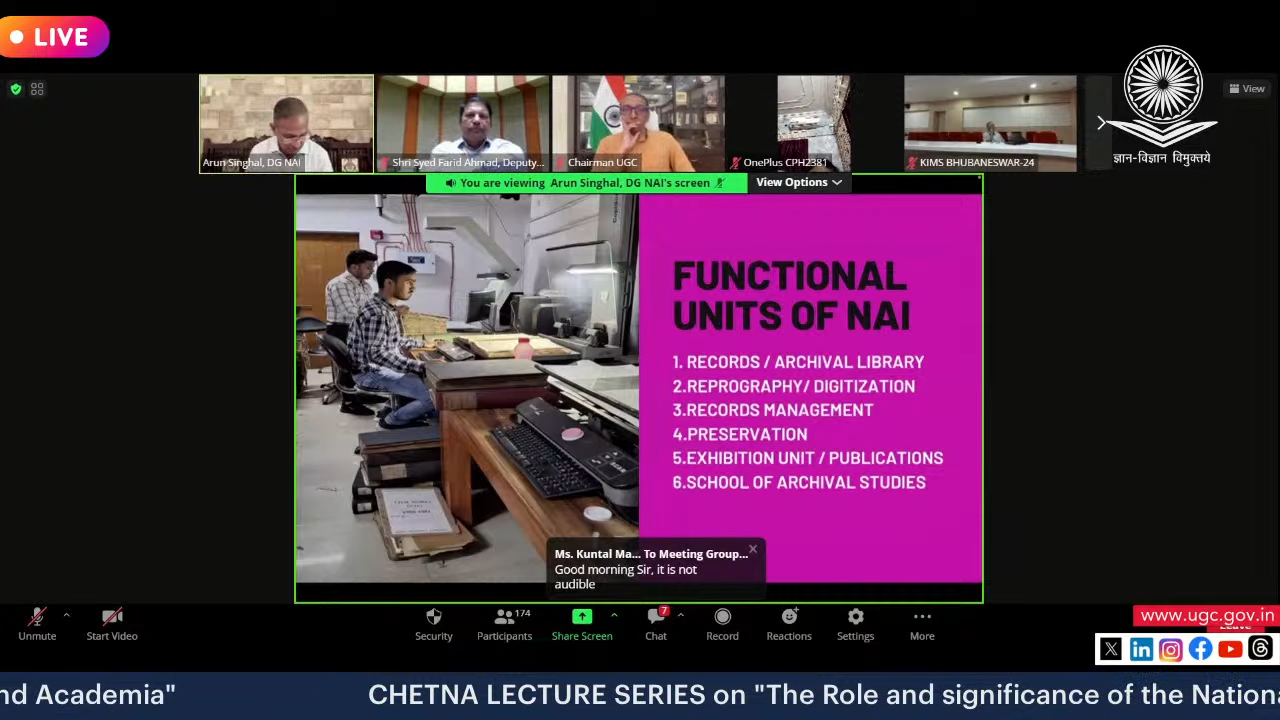 LIVE
View
Arun Singhal, DG NAI
Shri Syed Farid Ahmad, Deputy...
Chairman UGC
OnePlus CPH2381
KIMS BHUBANESWAR-24
ज्ञान-विज्ञान विमुक्तये
You are viewing Arun Singhal, DG NAI's screen
View Options
FUNCTIONAL
UNITS OF NAI
1. RECORDS / ARCHIVAL LIBRARY
2.REPROGRAPHY/ DIGITIZATION
3.RECORDS MANAGEMENT
4.PRESERVATION
5.EXHIBITION UNIT / PUBLICATIONS
6.SCHOOL OF ARCHIVAL STUDIES
Ms. Kuntal Ma... To Meeting Group...
Good morning Sir, it is not
audible
Unmute
Start Video
Security
Participants 174
Share Screen
Chat 7
Record
Reactions
Settings
More
www.ugc.gov.in
nd Academia" CHETNA LECTURE SERIES on "The Role and significance of the Nationa